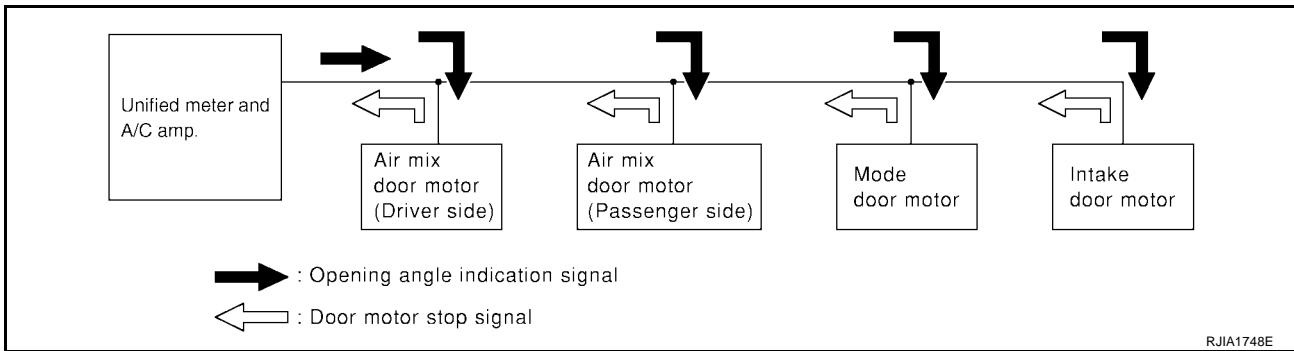 Unified meter and
A/C amp.
Air mix
door motor
(Driver side)
Air mix
door motor
(Passenger side)
Mode
door motor
Intake
door motor
: Opening angle indication signal
: Door motor stop signal
RJIA1748E